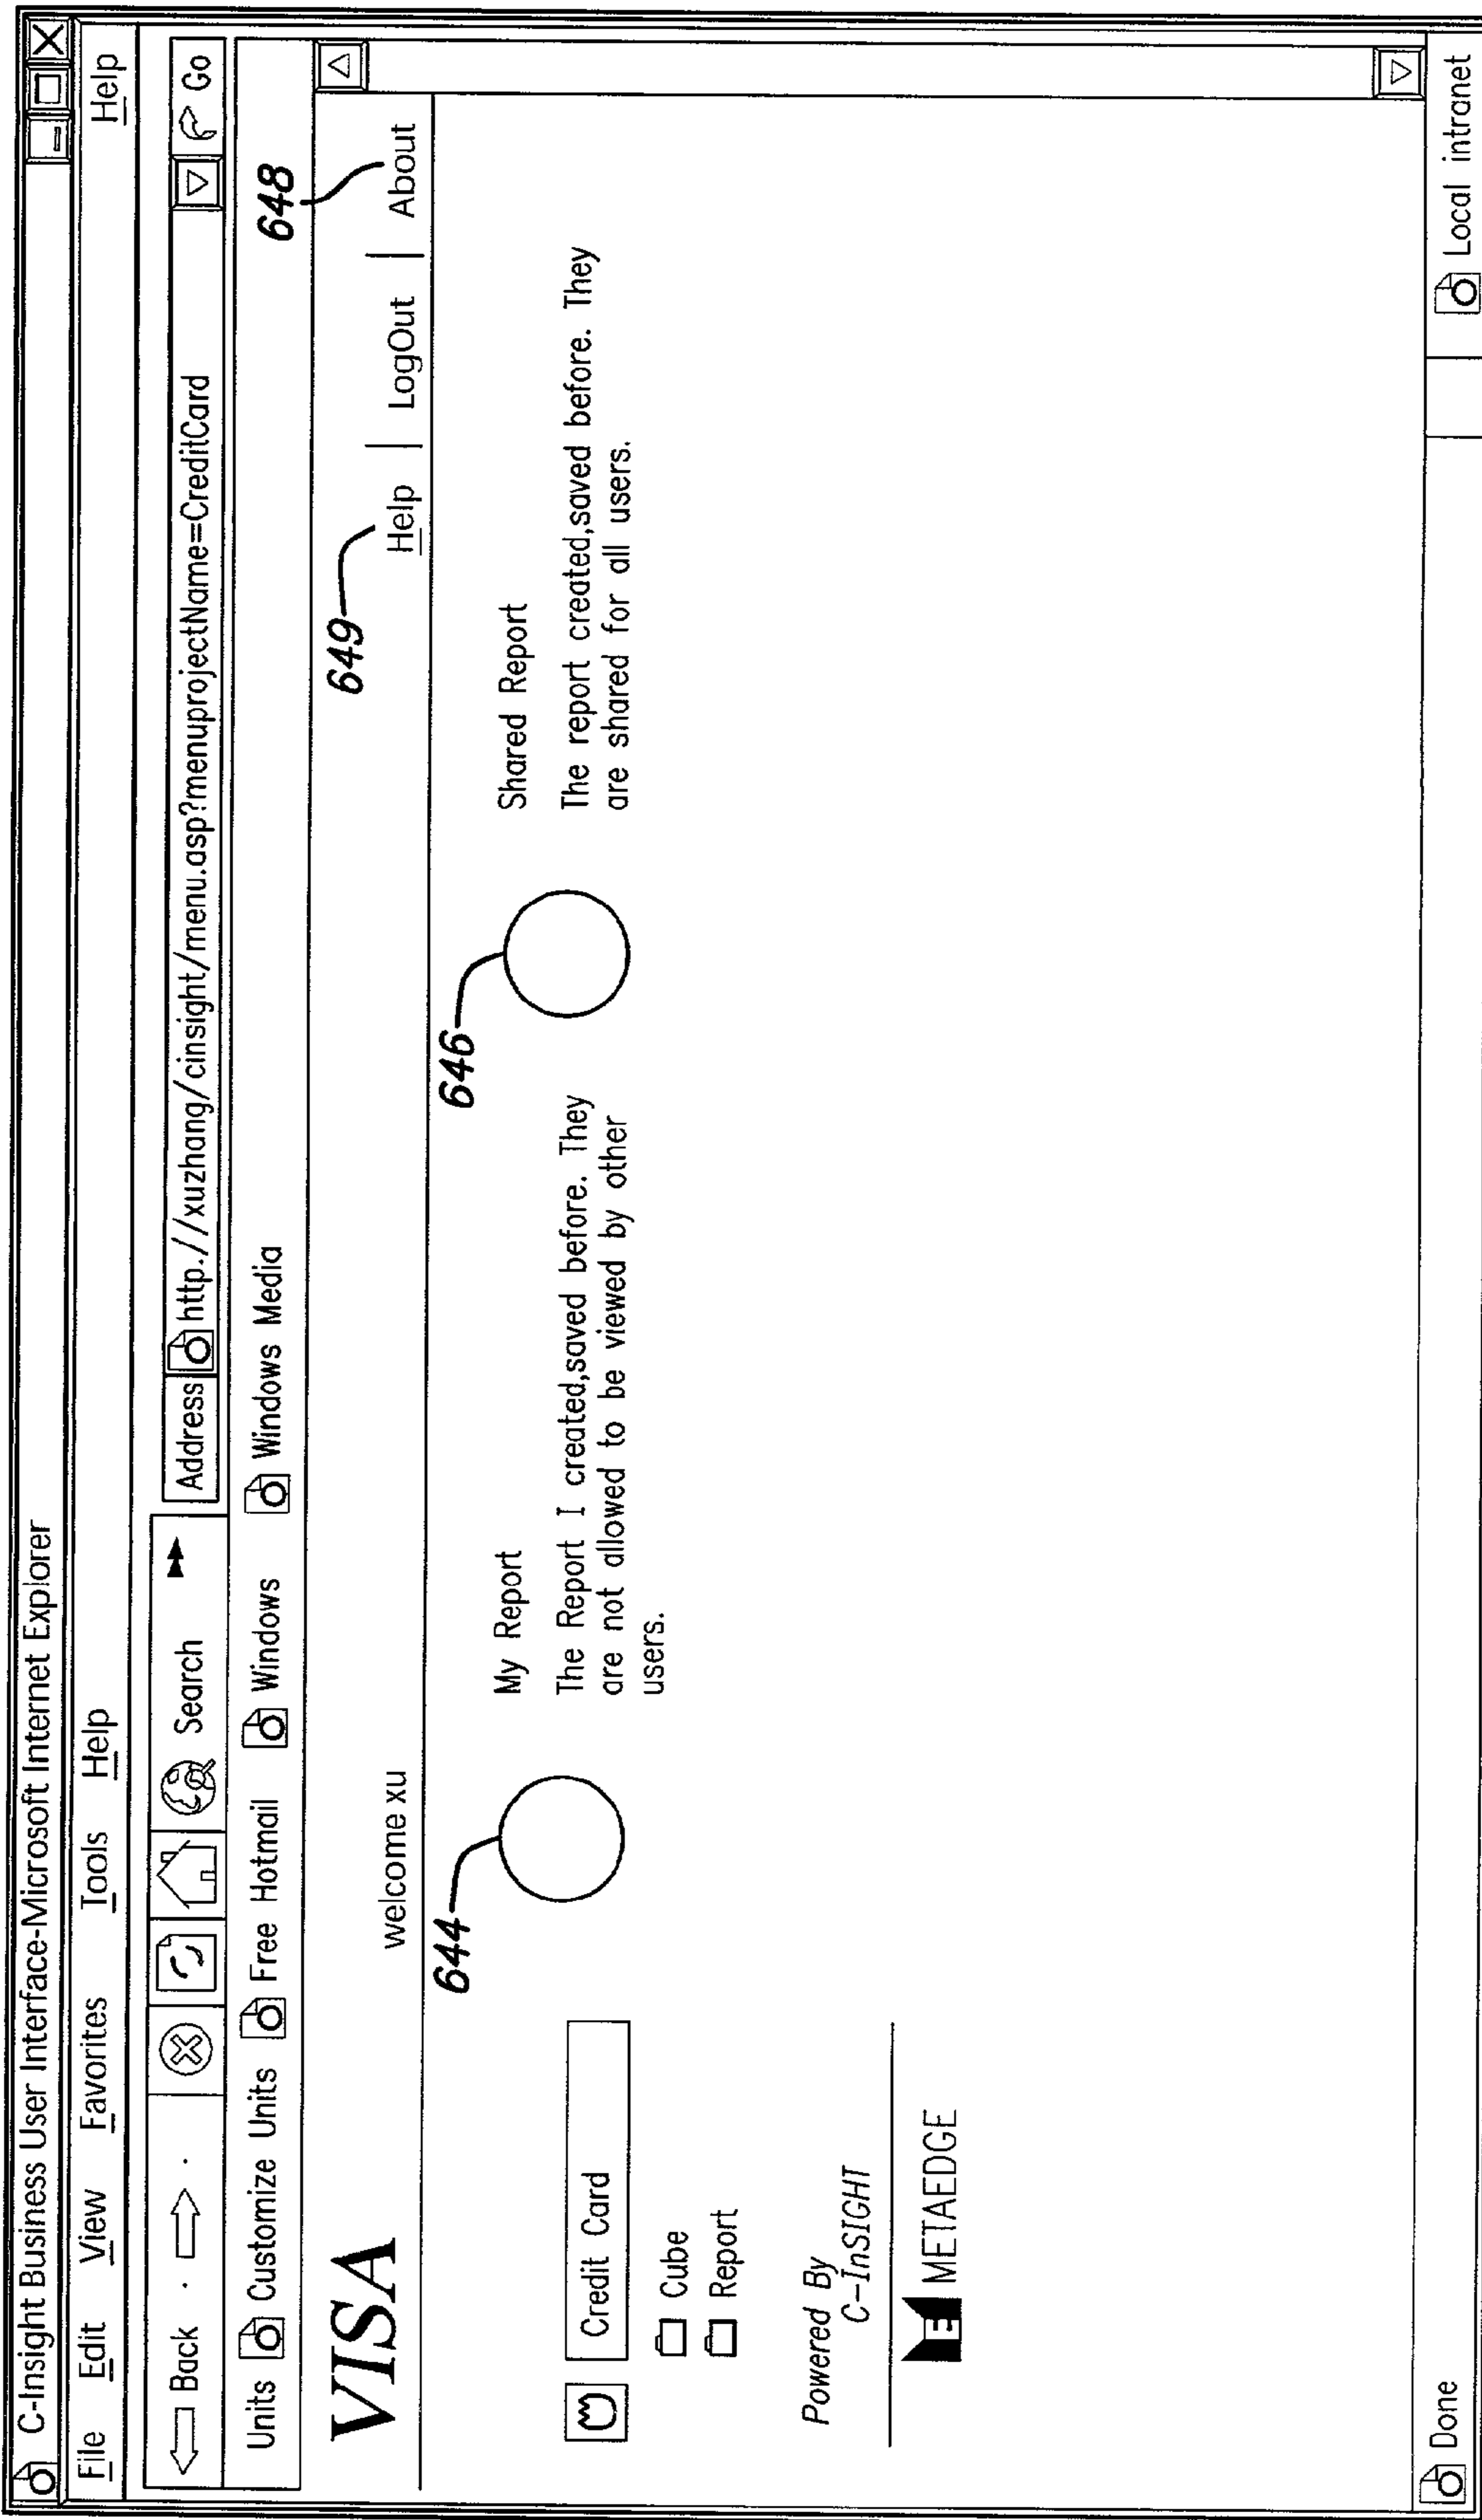 C-Insight Business User Interface-Microsoft Internet Explorer
File Edit View Favorites Tools Help Help
Back Search Address http.//xuzhang/cinsight/menu.asp?menuprojectName=CreditCard Go
Units Customize Units Free Hotmail Windows Windows Media
648
649
VISA welcome xu Help | LogOut | About
644
646
My Report
The Report I created,saved before. They
are not allowed to be viewed by other
users.
Shared Report
The report created,saved before. They
are shared for all users.
Credit Card
Cube
Report
Powered By
C-InSIGHT
E METAEDGE
Done Local intranet